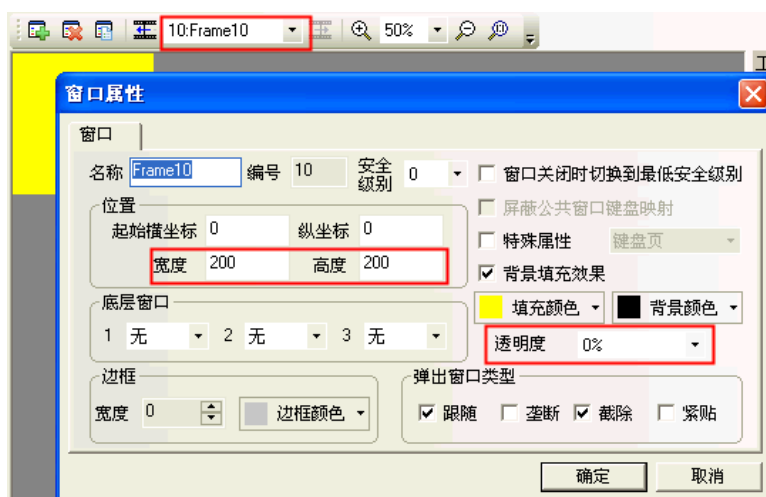 10:Frame10 50%
窗口属性
窗口
名称 Frame10 编号 10 安全级别 0 窗口关闭时切换到最低安全级别
位置 屏蔽公共窗口键盘映射
起始横坐标 0 纵坐标 0 特殊属性 键盘页
宽度 200 高度 200 背景填充效果
底层窗口 填充颜色 背景颜色
1 无 2 无 3 无 透明度 0%
边框 弹出窗口类型
宽度 0 边框颜色 跟随 垄断 截除 紧贴
确定 取消